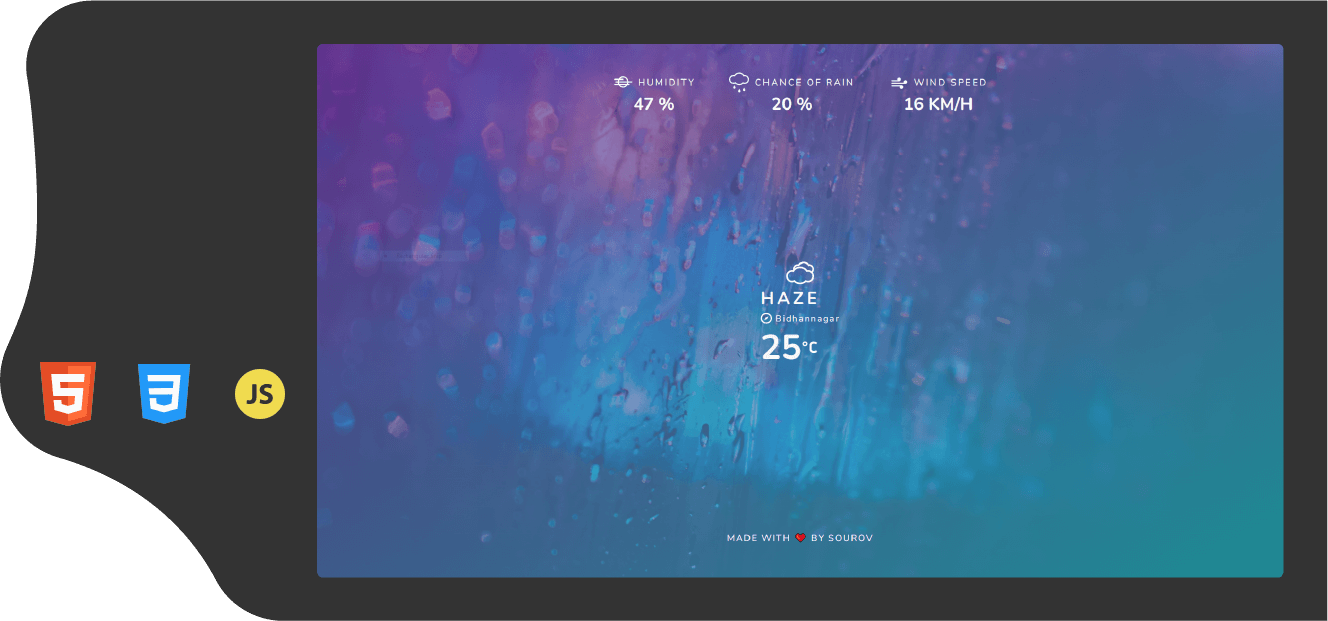 HUMIDITY
47 %
CHANCE OF RAIN
20 %
WIND SPEED
16 KM/H
HAZE
Bidhannagar
25°C
5
3
JS
MADE WITH ❤ BY SOUROV